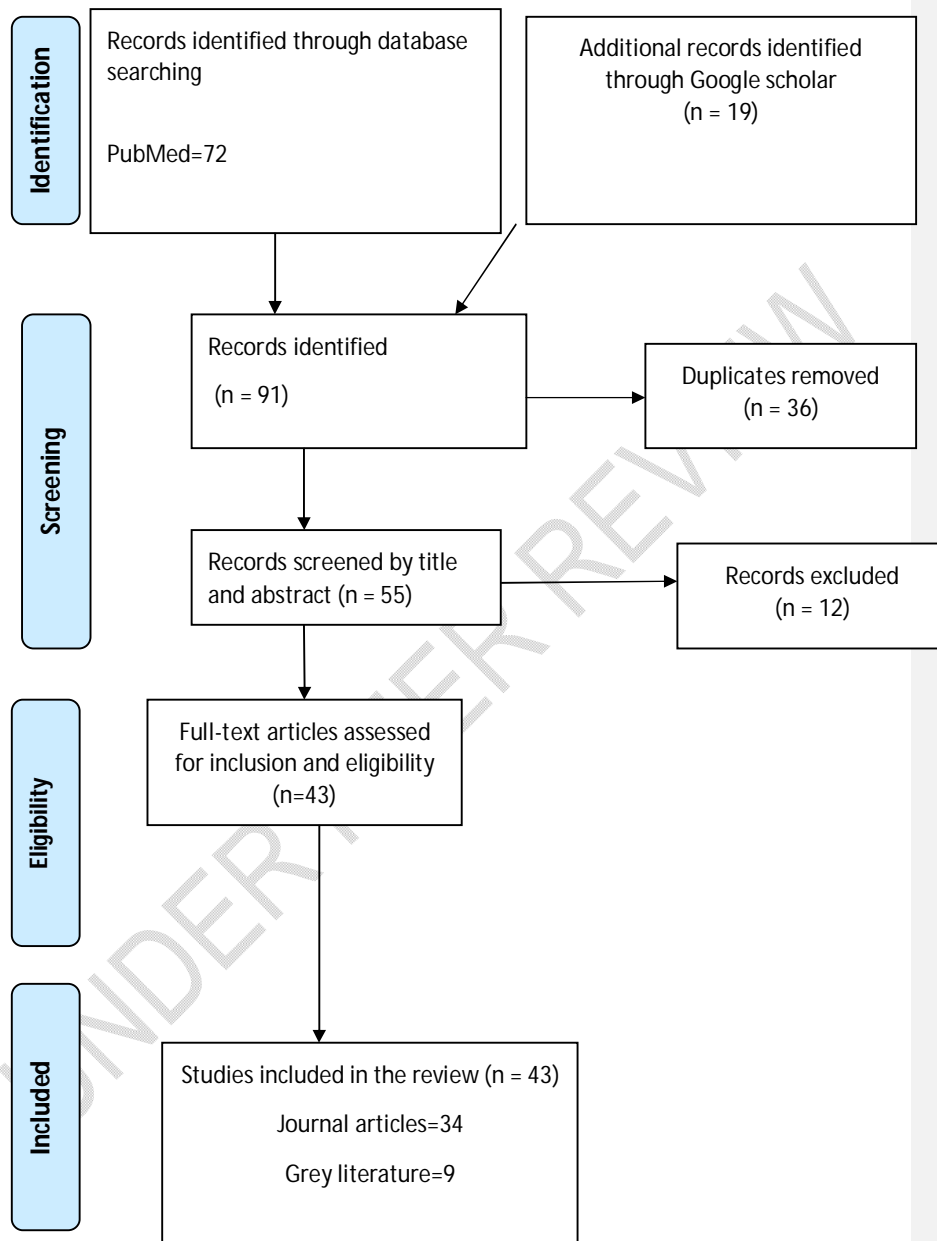 Identification
Records identified through database
searching
PubMed=72
Additional records identified
through Google scholar
(n = 19)
Screening
Records identified
(n = 91)
Duplicates removed
(n = 36)
Records screened by title
and abstract (n = 55)
Records excluded
(n = 12)
Eligibility
Full-text articles assessed
for inclusion and eligibility
(n=43)
Included
Studies included in the review (n = 43)
Journal articles=34
Grey literature=9
UNDER PEER REVIEW